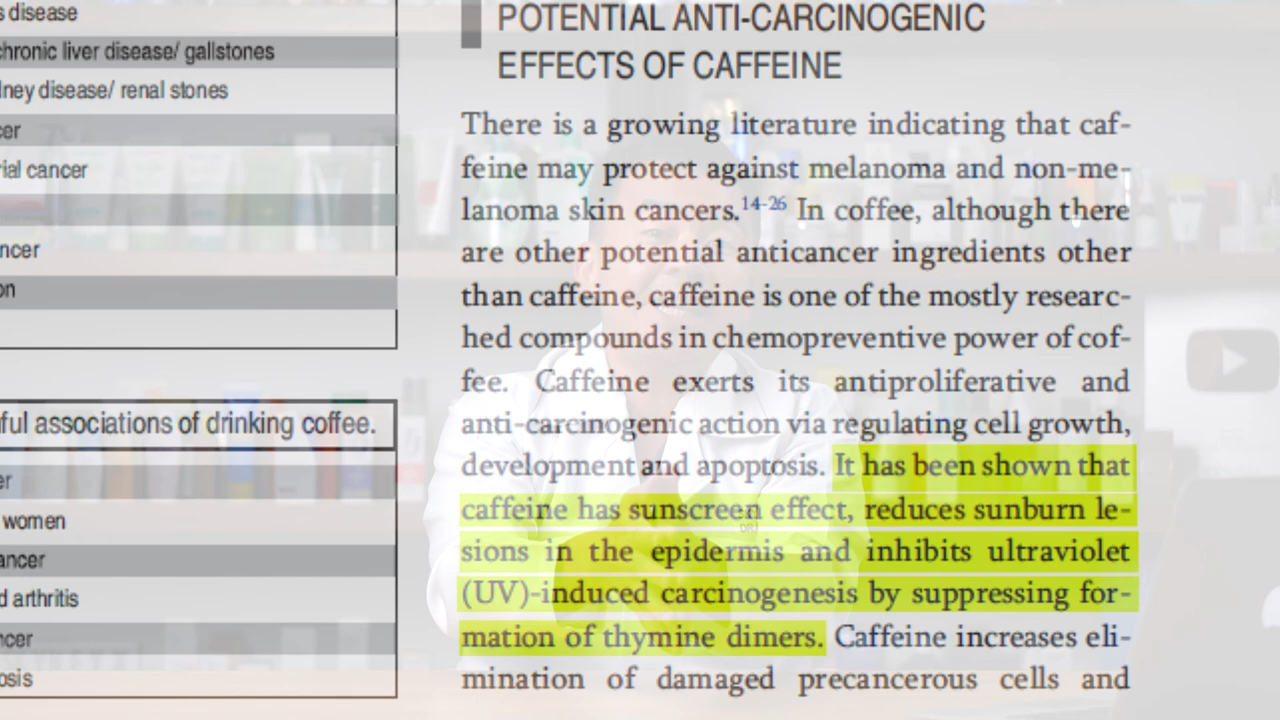 s disease
chronic liver disease/ gallstones
dney disease/ renal stones
cer
rial cancer
ncer
on
ful associations of drinking coffee.
er
women
ancer
d arthritis
ncer
osis
POTENTIAL ANTI-CARCINOGENIC
EFFECTS OF CAFFEINE
There is a growing literature indicating that caf-
feine may protect against melanoma and non-me-
lanoma skin cancers.14-26 In coffee, although there
are other potential anticancer ingredients other
than caffeine, caffeine is one of the mostly researc-
hed compounds in chemopreventive power of cof-
fee. Caffeine exerts its antiproliferative and
anti-carcinogenic action via regulating cell growth,
development and apoptosis. It has been shown that
caffeine has sunscreen effect, reduces sunburn le-
sions in the epidermis and inhibits ultraviolet
(UV)-induced carcinogenesis by suppressing for-
mation of thymine dimers. Caffeine increases eli-
mination of damaged precancerous cells and